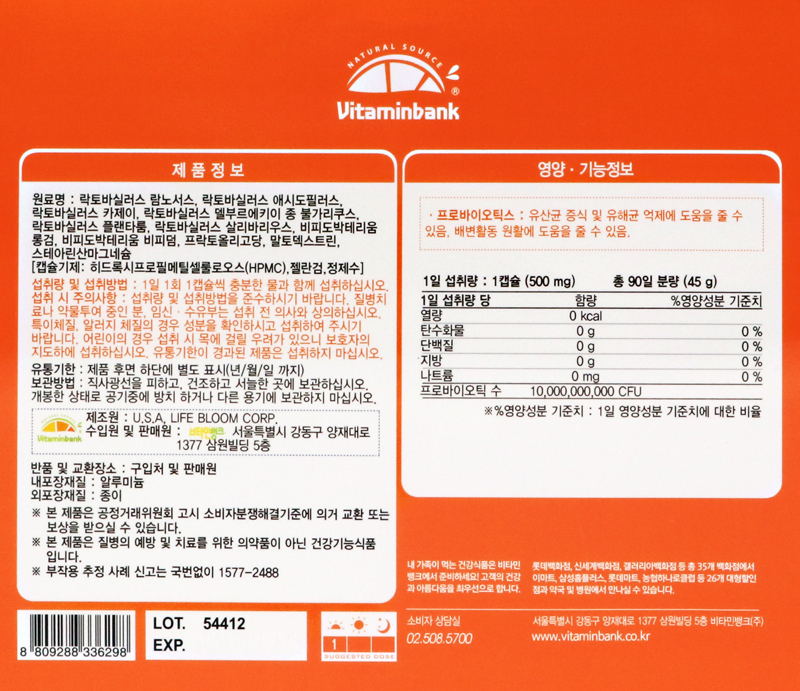 NATURAL SOURCE
Vitaminbank®
제품정보
원료명 : 락토바실러스 람노서스, 락토바실러스 애시도필러스,
락토바실러스 카제이, 락토바실러스 델부르에키이 종 불가리쿠스,
락토바실러스 플랜타룸, 락토바실러스 살리바리우스, 비피도박테리움
롱검, 비피도박테리움 비피덤, 프락토올리고당, 말토덱스트린,
스테아린산마그네슘
[캡슐기제: 히드록시프로필메틸셀룰로오스(HPMC),젤란검,정제수]
섭취량 및 섭취방법 : 1일 1회 1캡슐씩 충분한 물과 함께 섭취하십시오.
섭취 시 주의사항 : 섭취량 및 섭취방법을 준수하시기 바랍니다. 질병치
료나 약물투여 중인 분, 임신·수유부는 섭취 전 의사와 상의하십시오.
특이체질, 알러지 체질의 경우 성분을 확인하시고 섭취하여 주시기
바랍니다. 어린이의 경우 섭취 시 목에 걸릴 우려가 있으니 보호자의
지도하에 섭취하십시오. 유통기한이 경과된 제품은 섭취하지 마십시오.
유통기한 : 제품 후면 하단에 별도 표시(년/월/일 까지)
보관방법 : 직사광선을 피하고, 건조하고 서늘한 곳에 보관하십시오.
개봉한 상태로 공기중에 방치 하거나 다른 용기에 보관하지 마십시오.
Vitaminbank
제조원 : U.S.A, LIFE BLOOM CORP.
수입원 및 판매원 : 비타민뱅크 서울특별시 강동구 양재대로
1377 삼원빌딩 5층
반품 및 교환장소 : 구입처 및 판매원
내포장재질 : 알루미늄
외포장재질 : 종이
※ 본 제품은 공정거래위원회 고시 소비자분쟁해결기준에 의거 교환 또는
보상을 받으실 수 있습니다.
※ 본 제품은 질병의 예방 및 치료를 위한 의약품이 아닌 건강기능식품
입니다.
※ 부작용 추정 사례 신고는 국번없이 1577-2488
영양·기능정보
· 프로바이오틱스 : 유산균 증식 및 유해균 억제에 도움을 줄 수
있음, 배변활동 원활에 도움을 줄 수 있음.
1일 섭취량 : 1캡슐 (500 mg) 총 90일 분량 (45 g)
1일 섭취량 당 함량 %영양성분 기준치
열량 0 kcal
탄수화물 0 g 0 %
단백질 0 g 0 %
지방 0 g 0 %
나트륨 0 mg 0 %
프로바이오틱 수 10,000,000,000 CFU
※%영양성분 기준치 : 1일 영양성분 기준치에 대한 비율
내 가족이 먹는 건강식품은 비타민
뱅크에서 준비하세요! 고객의 건강
과 아름다움을 최우선으로 합니다.
롯데백화점, 신세계백화점, 갤러리아백화점 등 총 35개 백화점에서
이마트, 삼성홈플러스, 롯데마트, 농협하나로클럽 등 26개 대형할인
점과 약국 및 병원에서 만나실 수 있습니다.
소비자 상담실
02.508.5700
서울특별시 강동구 양재대로 1377 삼원빌딩 5층 비타민뱅크(주)
www.vitaminbank.co.kr
8 809288 336298
LOT. 54412
EXP.
1
SUGGESTED DOSE